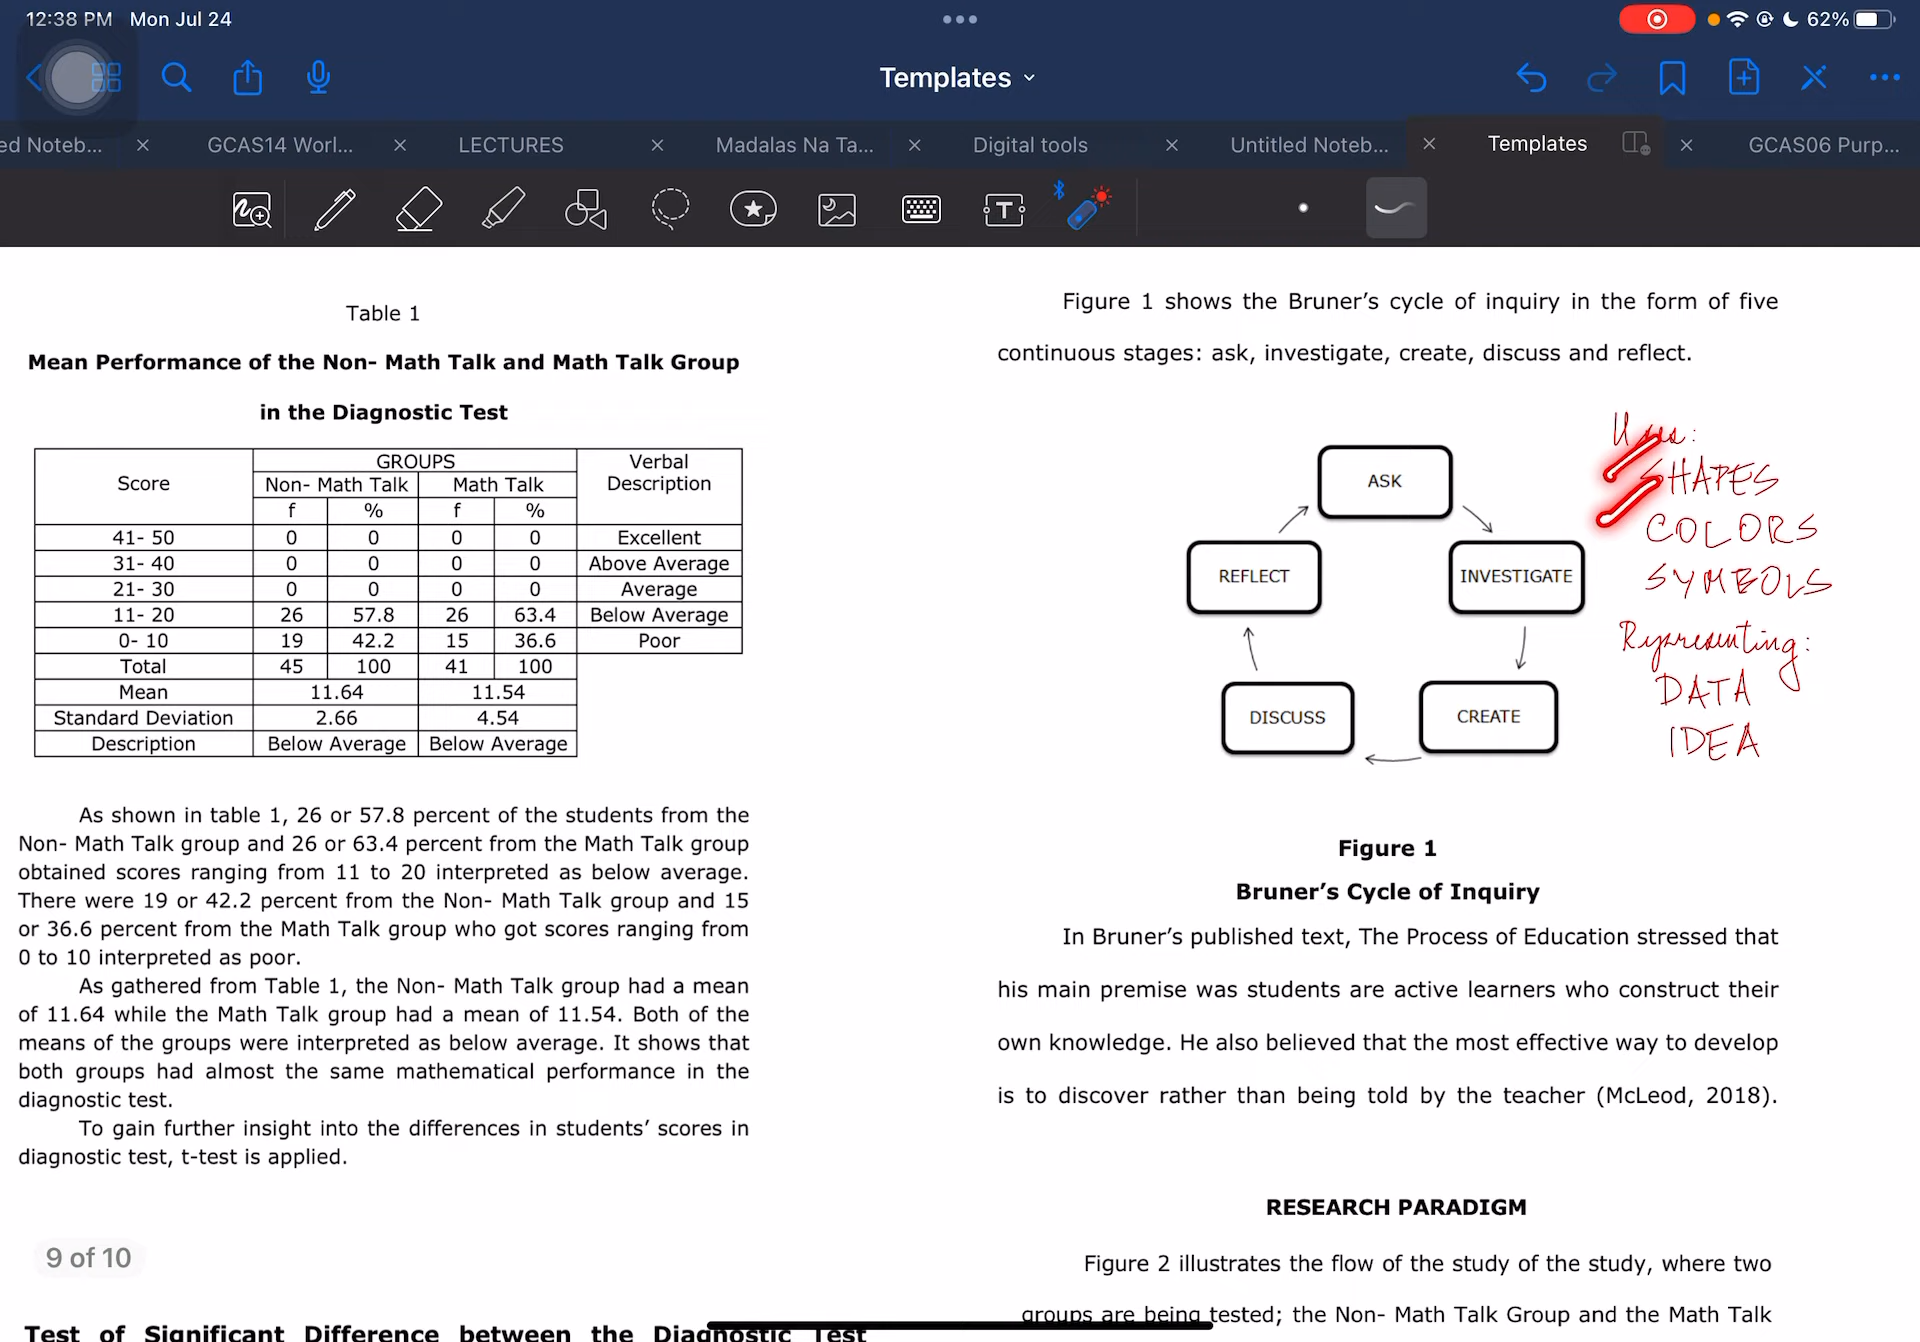 12:38 PM Mon Jul 24
62%
Templates
ed Noteb...
GCAS14 Worl...
LECTURES
Madalas Na Ta...
Digital tools
Untitled Noteb...
Templates
GCAS06 Purp...
Table 1
Mean Performance of the Non- Math Talk and Math Talk Group
in the Diagnostic Test
Score GROUPS Verbal Description
Non- Math Talk Math Talk
f % f %
41- 50 0 0 0 0 Excellent
31- 40 0 0 0 0 Above Average
21- 30 0 0 0 0 Average
11- 20 26 57.8 26 63.4 Below Average
0- 10 19 42.2 15 36.6 Poor
Total 45 100 41 100
Mean 11.64 11.54
Standard Deviation 2.66 4.54
Description Below Average Below Average
As shown in table 1, 26 or 57.8 percent of the students from the
Non- Math Talk group and 26 or 63.4 percent from the Math Talk group
obtained scores ranging from 11 to 20 interpreted as below average.
There were 19 or 42.2 percent from the Non- Math Talk group and 15
or 36.6 percent from the Math Talk group who got scores ranging from
0 to 10 interpreted as poor.
As gathered from Table 1, the Non- Math Talk group had a mean
of 11.64 while the Math Talk group had a mean of 11.54. Both of the
means of the groups were interpreted as below average. It shows that
both groups had almost the same mathematical performance in the
diagnostic test.
To gain further insight into the differences in students’ scores in
diagnostic test, t-test is applied.
9 of 10
Test of Significant Difference between the Diagnostic Test
Figure 1 shows the Bruner’s cycle of inquiry in the form of five
continuous stages: ask, investigate, create, discuss and reflect.
ASK
REFLECT
INVESTIGATE
DISCUSS
CREATE
SHAPES
COLORS
SYMBOLS
Representing:
DATA
IDEA
Figure 1
Bruner’s Cycle of Inquiry
In Bruner’s published text, The Process of Education stressed that
his main premise was students are active learners who construct their
own knowledge. He also believed that the most effective way to develop
is to discover rather than being told by the teacher (McLeod, 2018).
RESEARCH PARADIGM
Figure 2 illustrates the flow of the study of the study, where two
groups are being tested; the Non- Math Talk Group and the Math Talk